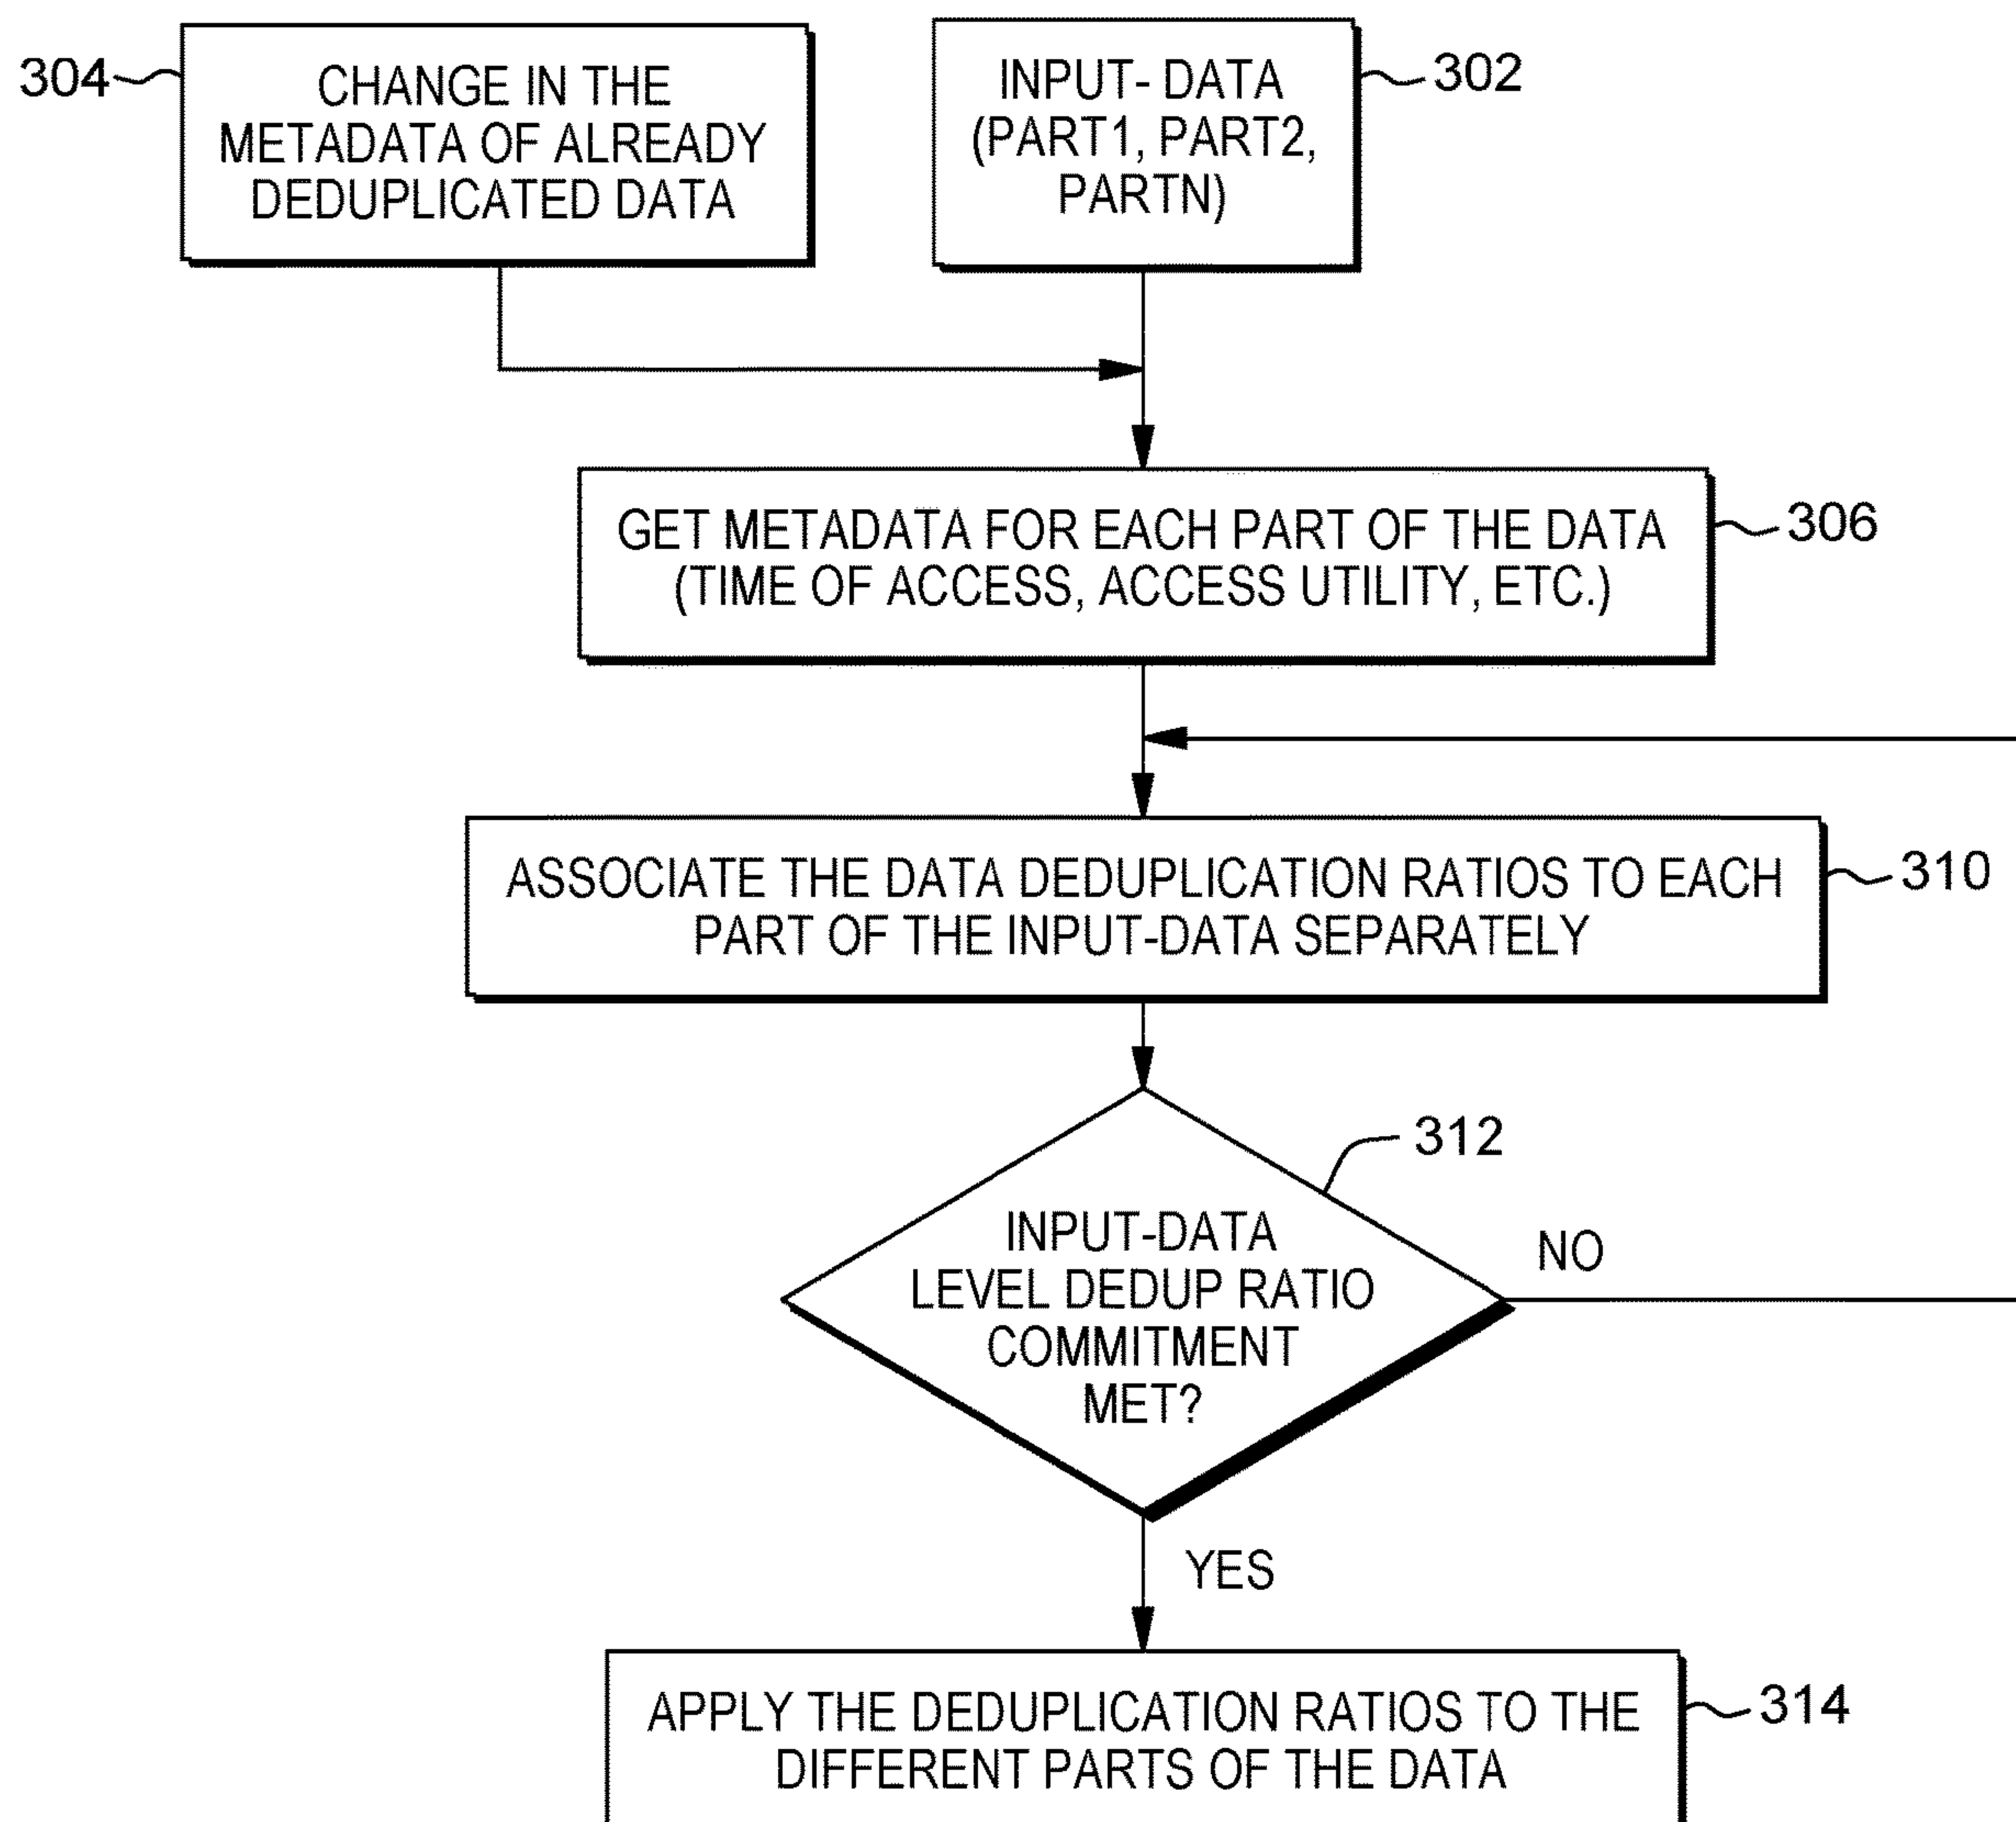 304
CHANGE IN THE
METADATA OF ALREADY
DEDUPLICATED DATA
INPUT- DATA
(PART1, PART2,
PARTN)
302
GET METADATA FOR EACH PART OF THE DATA
(TIME OF ACCESS, ACCESS UTILITY, ETC.)
306
ASSOCIATE THE DATA DEDUPLICATION RATIOS TO EACH
PART OF THE INPUT-DATA SEPARATELY
310
312
INPUT-DATA
LEVEL DEDUP RATIO
COMMITMENT
MET?
NO
YES
APPLY THE DEDUPLICATION RATIOS TO THE
DIFFERENT PARTS OF THE DATA
314